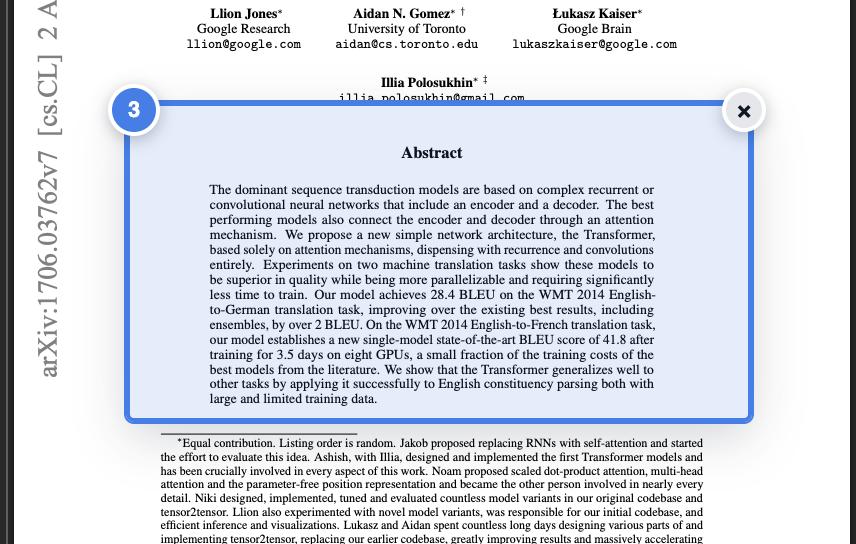 Llion Jones* Aidan N. Gomez* † Łukasz Kaiser*
Google Research University of Toronto Google Brain
llion@google.com aidan@cs.toronto.edu lukaszkaiser@google.com
Illia Polosukhin* ‡
illia.polosukhin@gmail.com
arXiv:1706.03762v7 [cs.CL] 2 A
3
×
Abstract
The dominant sequence transduction models are based on complex recurrent or
convolutional neural networks that include an encoder and a decoder. The best
performing models also connect the encoder and decoder through an attention
mechanism. We propose a new simple network architecture, the Transformer,
based solely on attention mechanisms, dispensing with recurrence and convolutions
entirely. Experiments on two machine translation tasks show these models to
be superior in quality while being more parallelizable and requiring significantly
less time to train. Our model achieves 28.4 BLEU on the WMT 2014 English-
to-German translation task, improving over the existing best results, including
ensembles, by over 2 BLEU. On the WMT 2014 English-to-French translation task,
our model establishes a new single-model state-of-the-art BLEU score of 41.8 after
training for 3.5 days on eight GPUs, a small fraction of the training costs of the
best models from the literature. We show that the Transformer generalizes well to
other tasks by applying it successfully to English constituency parsing both with
large and limited training data.
*Equal contribution. Listing order is random. Jakob proposed replacing RNNs with self-attention and started
the effort to evaluate this idea. Ashish, with Illia, designed and implemented the first Transformer models and
has been crucially involved in every aspect of this work. Noam proposed scaled dot-product attention, multi-head
attention and the parameter-free position representation and became the other person involved in nearly every
detail. Niki designed, implemented, tuned and evaluated countless model variants in our original codebase and
tensor2tensor. Llion also experimented with novel model variants, was responsible for our initial codebase, and
efficient inference and visualizations. Lukasz and Aidan spent countless long days designing various parts of and
implementing tensor2tensor, replacing our earlier codebase, greatly improving results and massively accelerating